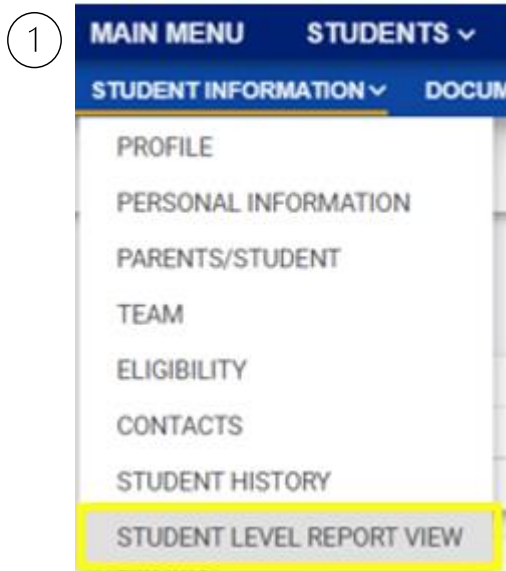 1
MAIN MENU STUDENTS
STUDENT INFORMATION
PROFILE
PERSONAL INFORMATION
PARENTS/STUDENT
TEAM
ELIGIBILITY
CONTACTS
STUDENT HISTORY
STUDENT LEVEL REPORT VIEW